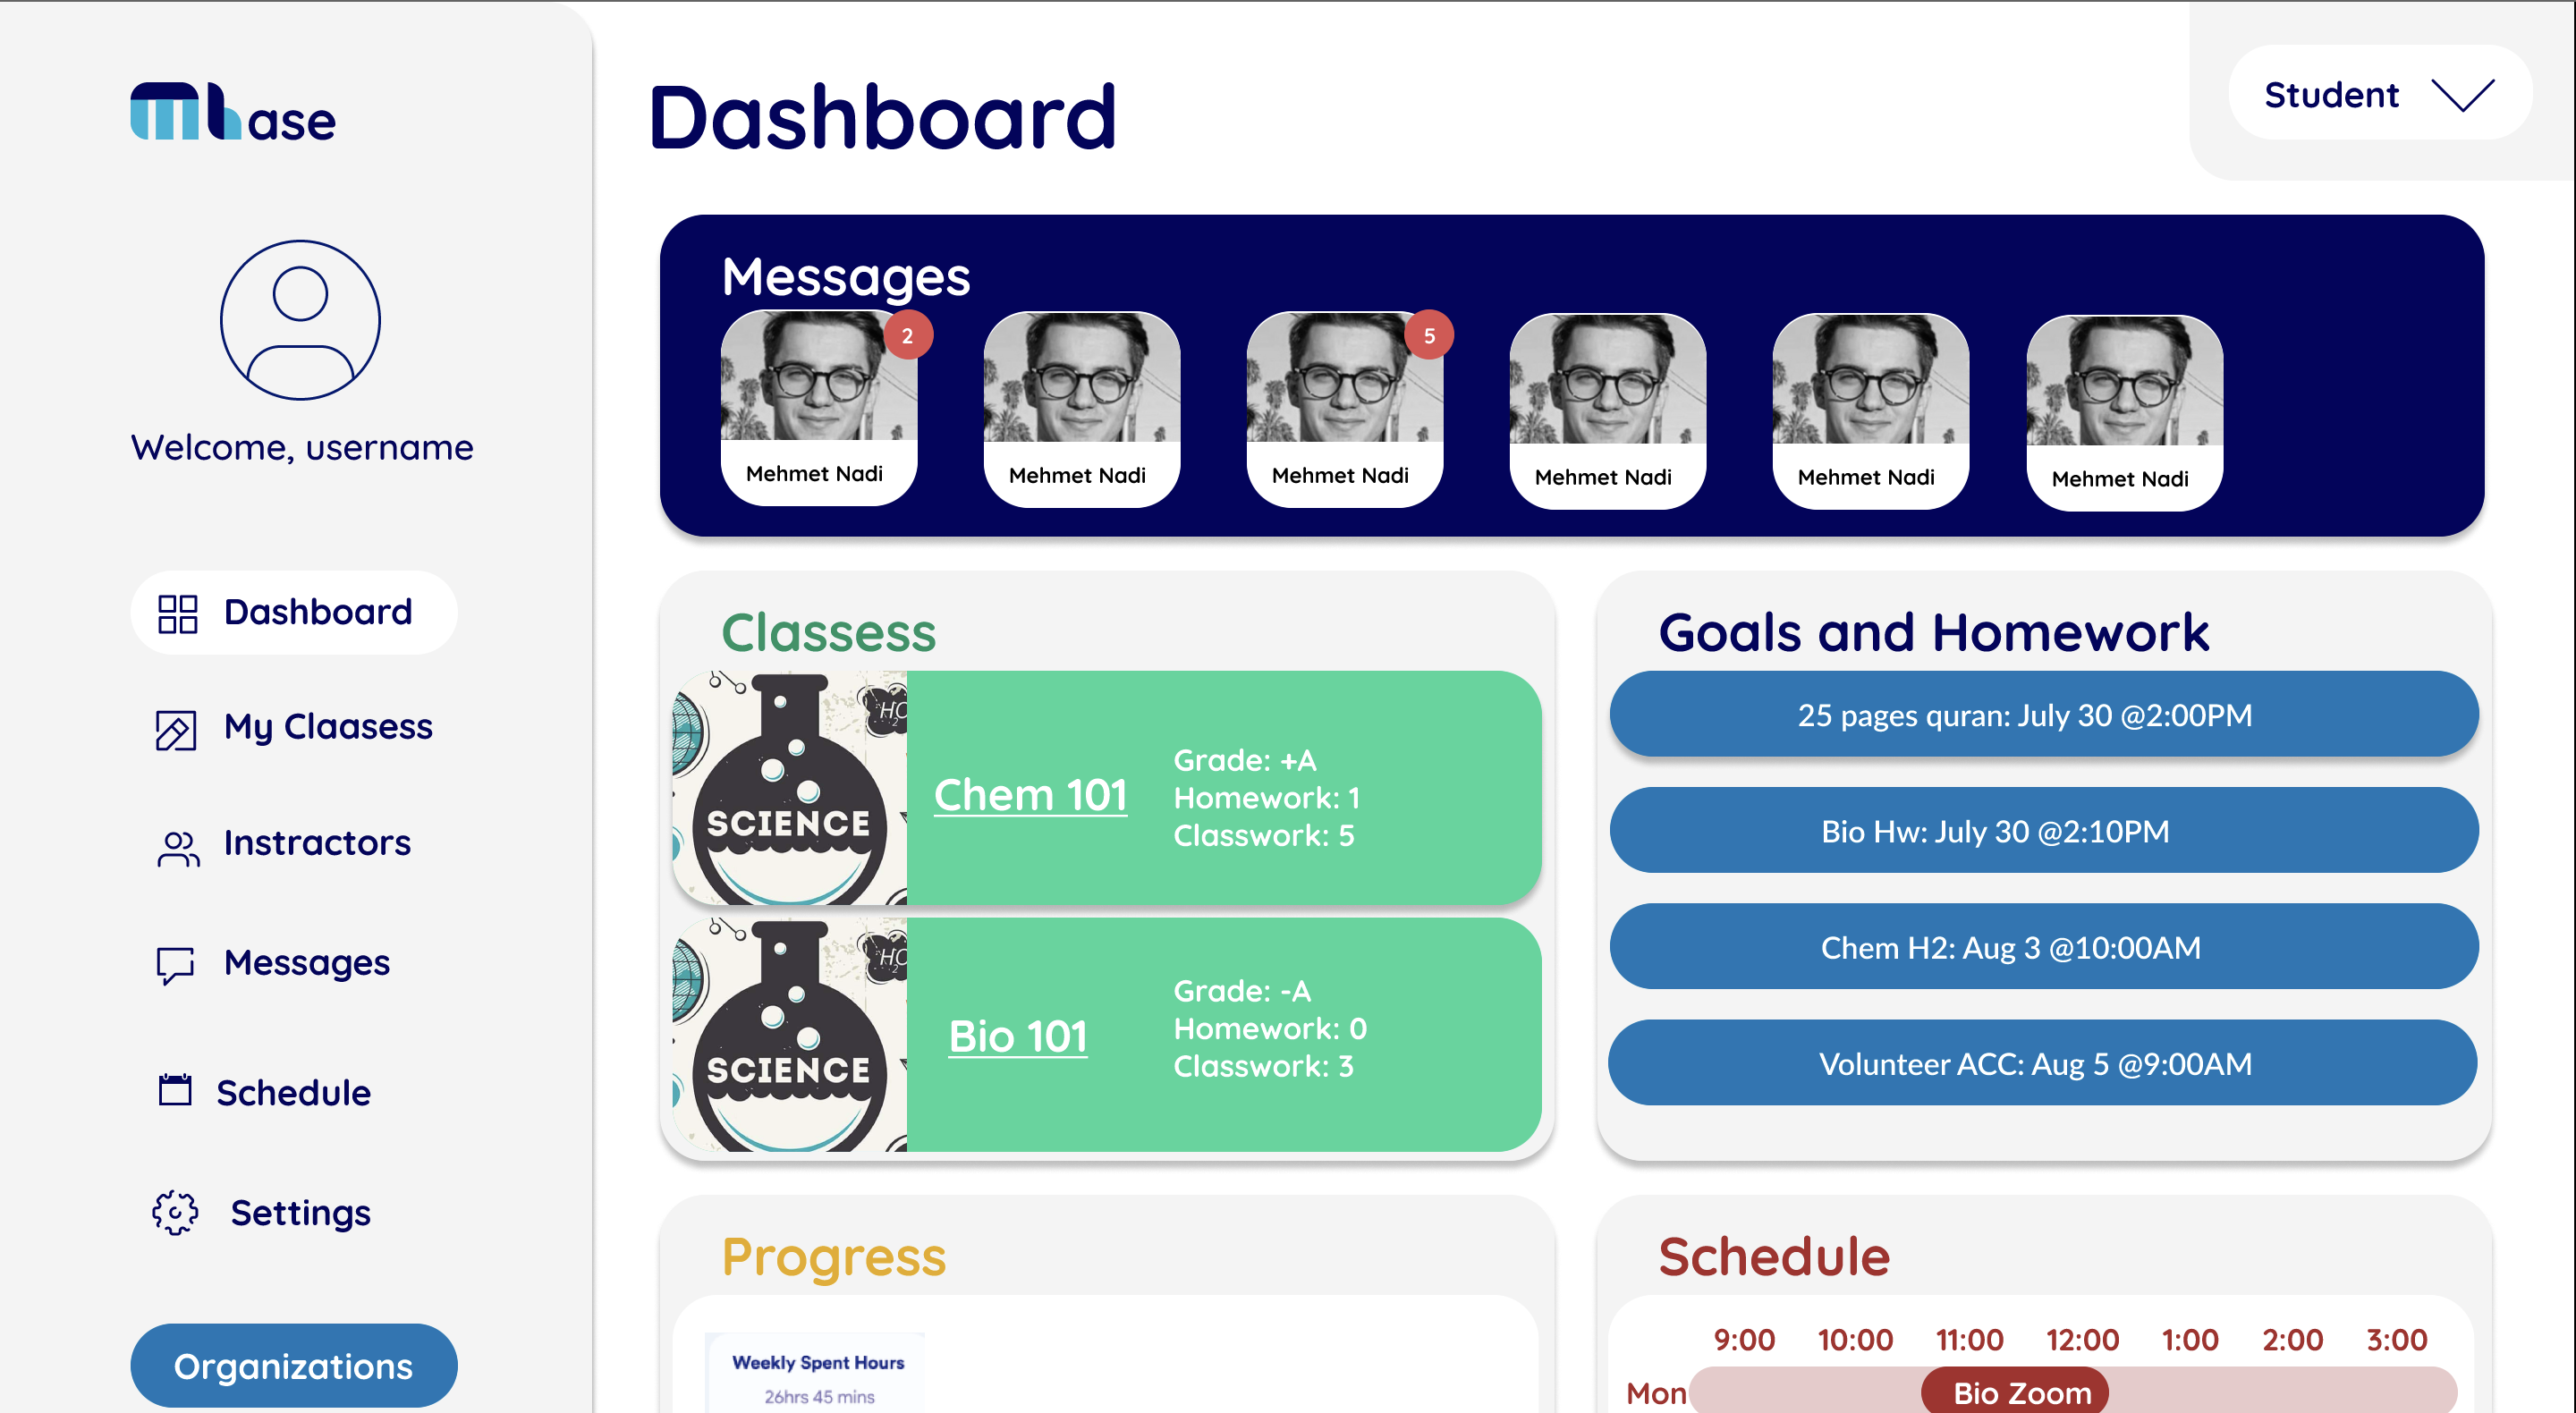 Mbase
Welcome, username
Dashboard
My Claasess
Instractors
Messages
Schedule
Settings
Organizations
Dashboard
Student
Messages
2
5
Mehmet Nadi
Mehmet Nadi
Mehmet Nadi
Mehmet Nadi
Mehmet Nadi
Mehmet Nadi
Classess
SCIENCE
HO
2
Chem 101
Grade: +A
Homework: 1
Classwork: 5
SCIENCE
HO
2
Bio 101
Grade: -A
Homework: 0
Classwork: 3
Goals and Homework
25 pages quran: July 30 @2:00PM
Bio Hw: July 30 @2:10PM
Chem H2: Aug 3 @10:00AM
Volunteer ACC: Aug 5 @9:00AM
Progress
Weekly Spent Hours
26hrs 45 mins
Schedule
9:00 10:00 11:00 12:00 1:00 2:00 3:00
Mon Bio Zoom